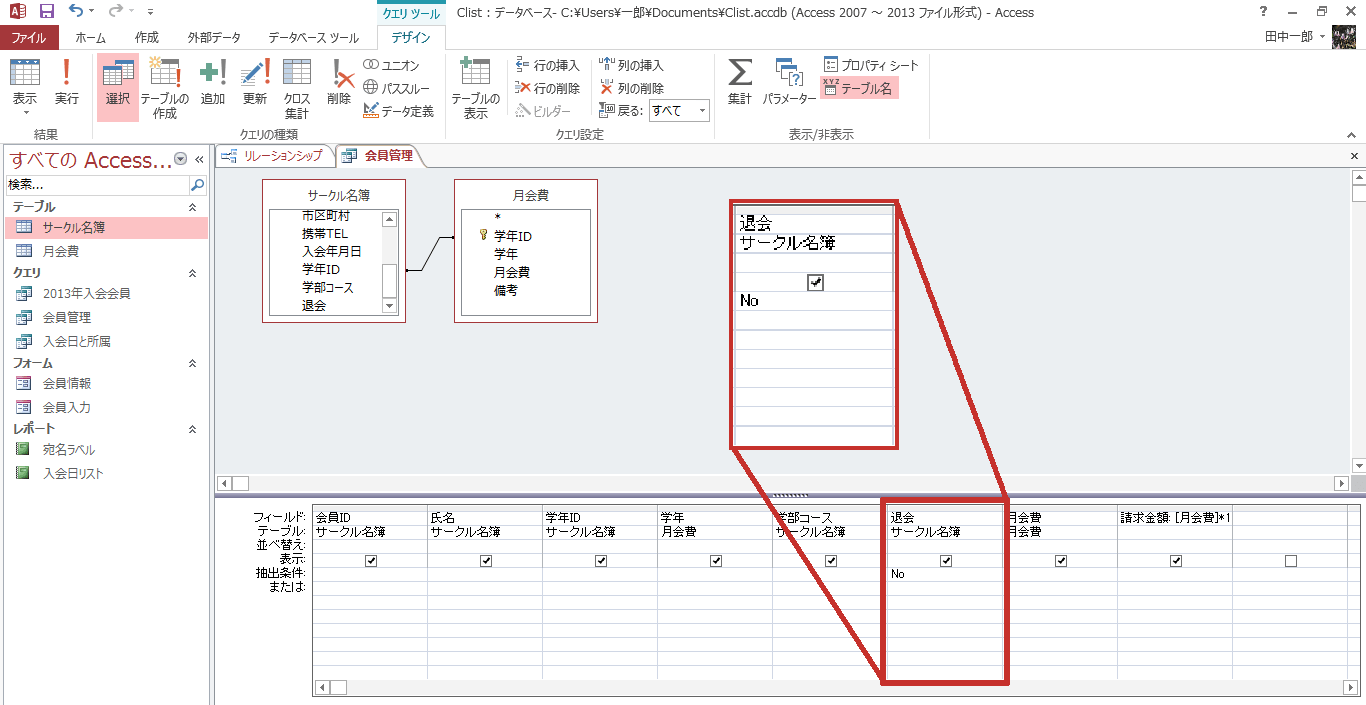 クエリ ツール
Clist : データベース- C:¥Users¥一郎¥Documents¥Clist.accdb (Access 2007 ～ 2013 ファイル形式) - Access
?
ファイル ホーム 作成 外部データ データベース ツール デザイン 田中一郎
表示 実行
結果
選択 テーブルの作成 追加 更新 クロス集計 削除
ユニオン
パススルー
データ定義
クエリの種類
テーブルの表示
行の挿入
行の削除
ビルダー
列の挿入
列の削除
戻る: すべて
クエリ設定
集計 パラメーター
プロパティ シート
XYZ テーブル名
表示/非表示
すべての Access...
検索...
テーブル
サークル名簿
月会費
クエリ
2013年入会会員
会員管理
入会日と所属
フォーム
会員情報
会員入力
レポート
宛名ラベル
入会日リスト
リレーションシップ 会員管理
サークル名簿
市区町村
携帯TEL
入会年月日
学年ID
学部コース
退会
月会費
*
学年ID
学年
月会費
備考
退会
サークル名簿
No
フィールド: 会員ID 氏名 学年ID 学年 学部コース 退会 月会費 請求金額: [月会費]*1
テーブル: サークル名簿 サークル名簿 サークル名簿 月会費 サークル名簿 サークル名簿 月会費
並べ替え:
表示:
抽出条件: No
または: